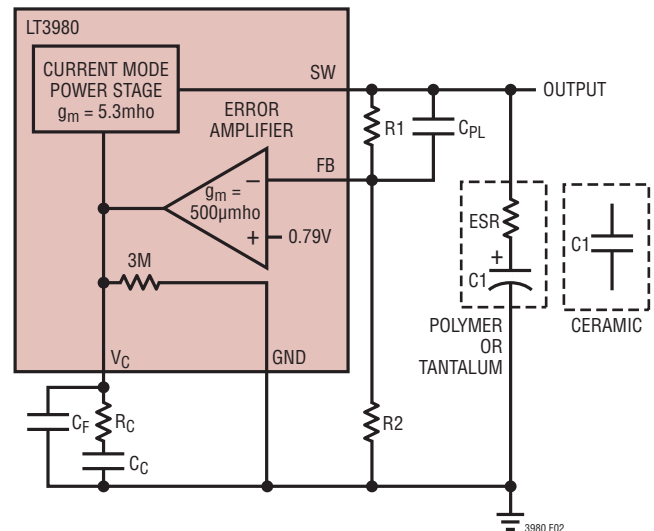 LT3980
CURRENT MODE
POWER STAGE
gm = 5.3mho
SW
OUTPUT
ERROR
AMPLIFIER
R1
CPL
FB
gm =
500µmho
–
+
0.79V
ESR
+
C1
C1
3M
POLYMER
OR
TANTALUM
CERAMIC
VC
GND
CF
RC
R2
CC
3980 F02